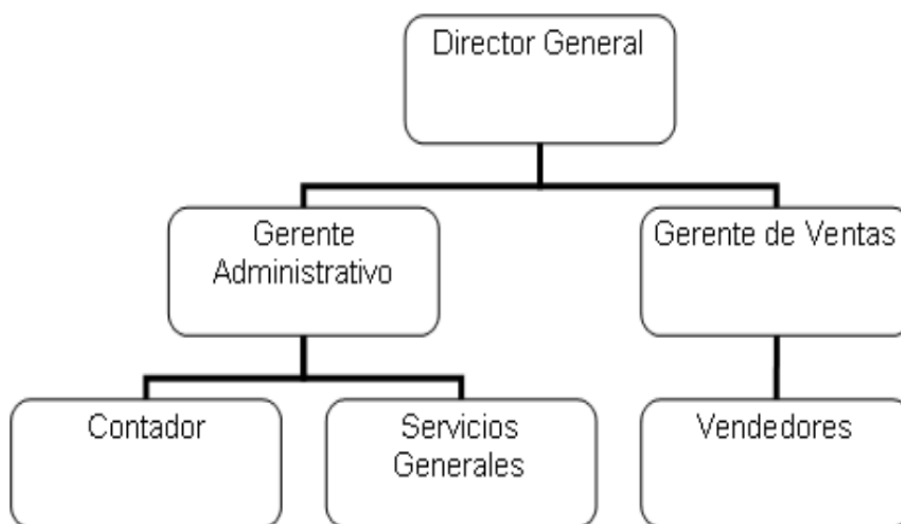 Director General
Gerente
Administrativo
Gerente de Ventas
Contador
Servicios
Generales
Vendedores